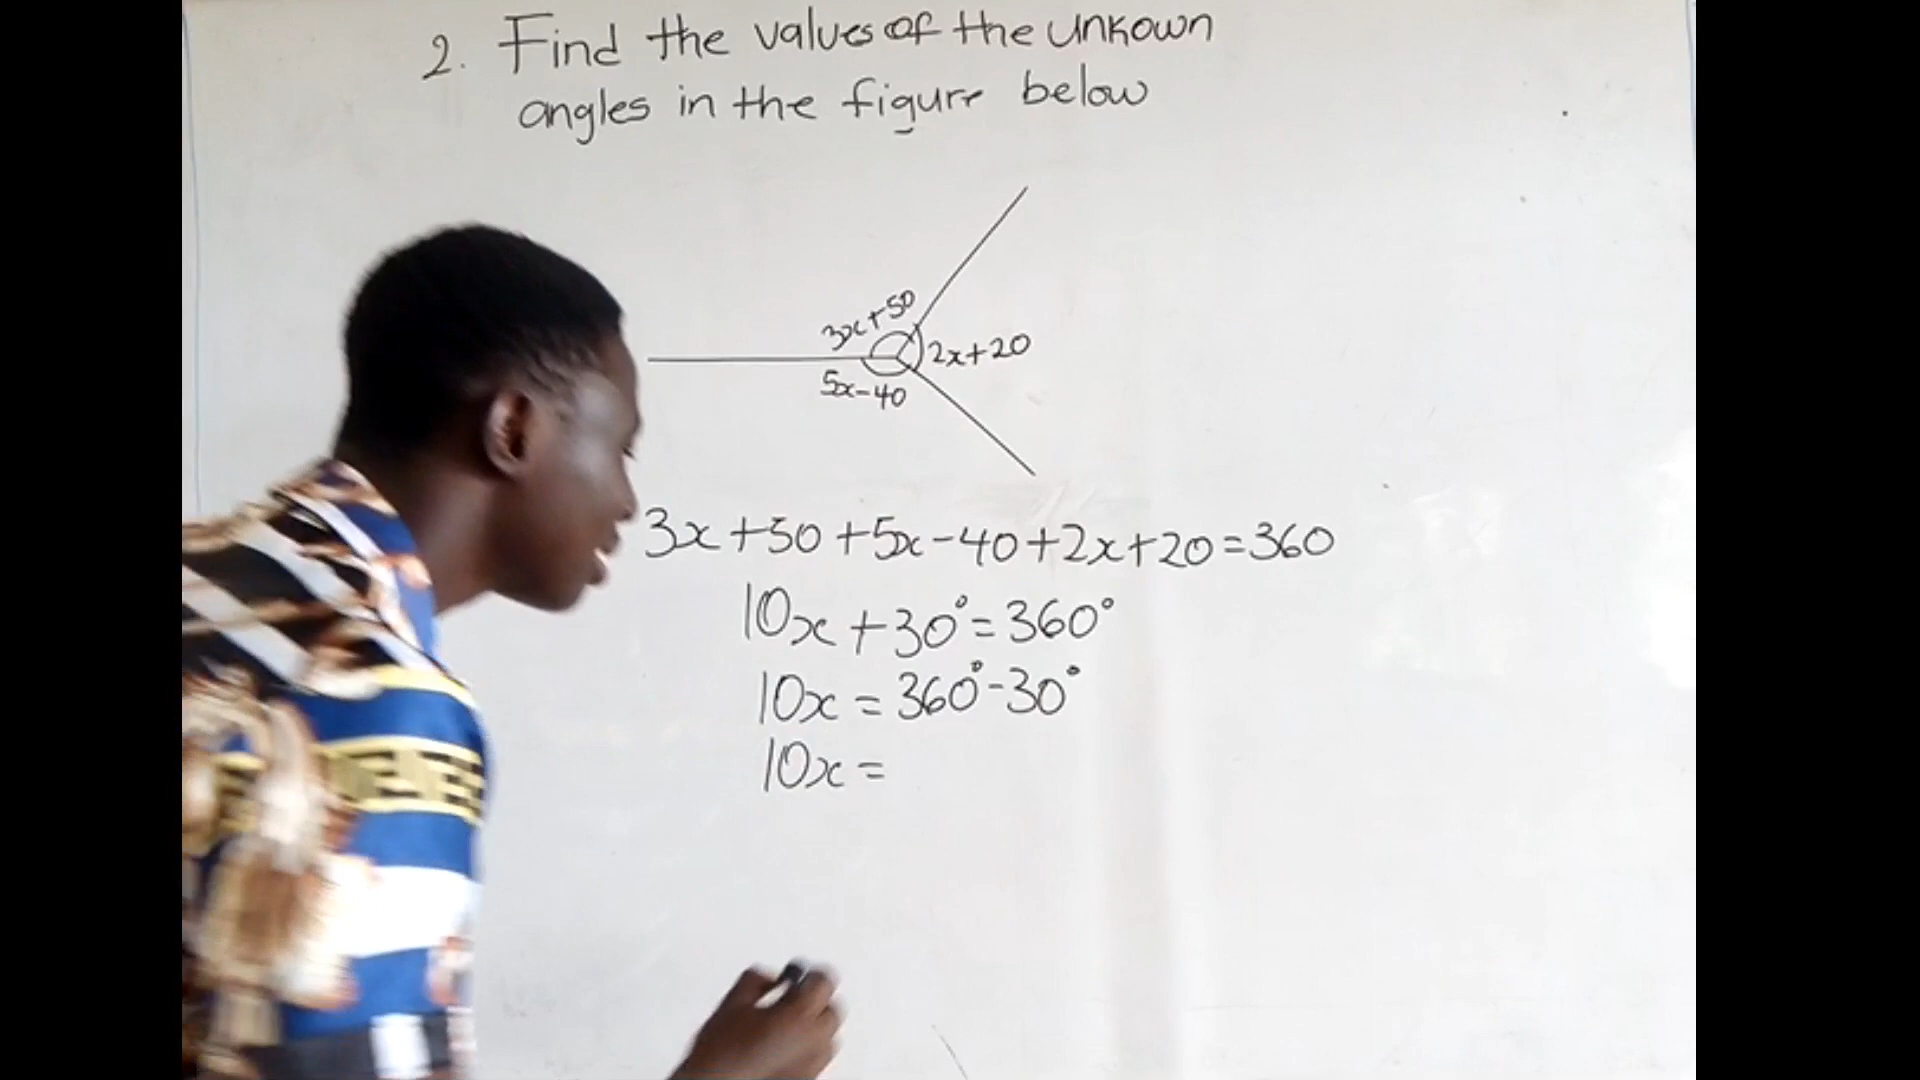 2. Find the values of the unkown
angles in the figure below
3x+50
2x+20
5x-40
3x+50+5x-40+2x+20=360
10x+30°=360°
10x=360°-30°
10x=